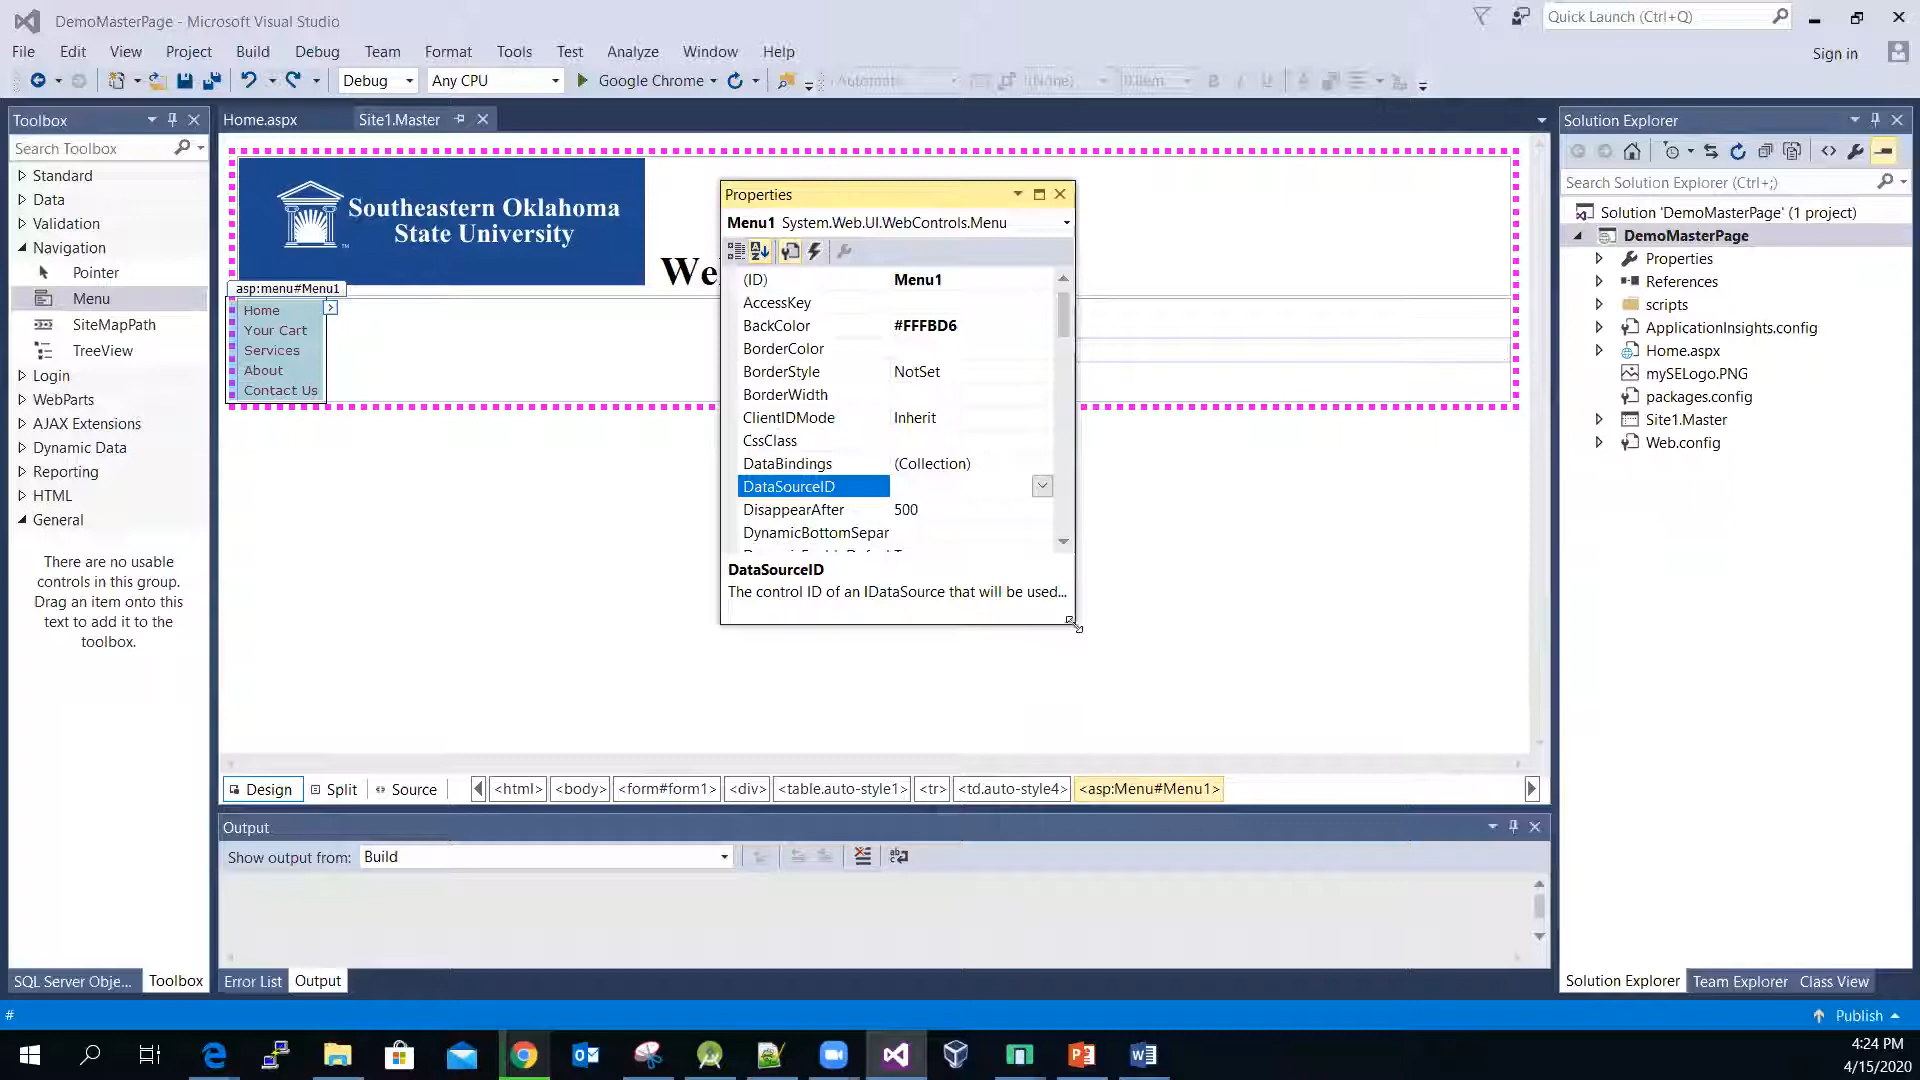 DemoMasterPage - Microsoft Visual Studio
Quick Launch (Ctrl+Q)
File Edit View Project Build Debug Team Format Tools Test Analyze Window Help
Sign in
Debug Any CPU Google Chrome
Automatic (None) B I U
Toolbox
Search Toolbox
Standard
Data
Validation
Navigation
Pointer
Menu
SiteMapPath
TreeView
Login
WebParts
AJAX Extensions
Dynamic Data
Reporting
HTML
General
There are no usable
controls in this group.
Drag an item onto this
text to add it to the
toolbox.
SQL Server Obje... Toolbox
Home.aspx Site1.Master
Southeastern Oklahoma
State University
TM
asp:menu#Menu1
Home
Your Cart
Services
About
Contact Us
Properties
Menu1 System.Web.UI.WebControls.Menu
(ID) Menu1
AccessKey
BackColor #FFFBD6
BorderColor
BorderStyle NotSet
BorderWidth
ClientIDMode Inherit
CssClass
DataBindings (Collection)
DataSourceID
DisappearAfter 500
DynamicBottomSepar
DataSourceID
The control ID of an IDataSource that will be used...
Design Split Source <html> <body> <form#form1> <div> <table.auto-style1> <tr> <td.auto-style4> <asp:Menu#Menu1>
Output
Show output from: Build
Error List Output
Solution Explorer
Search Solution Explorer (Ctrl+;)
Solution 'DemoMasterPage' (1 project)
DemoMasterPage
Properties
References
scripts
ApplicationInsights.config
Home.aspx
mySELogo.PNG
packages.config
Site1.Master
Web.config
Solution Explorer Team Explorer Class View
# Publish
4:24 PM
4/15/2020